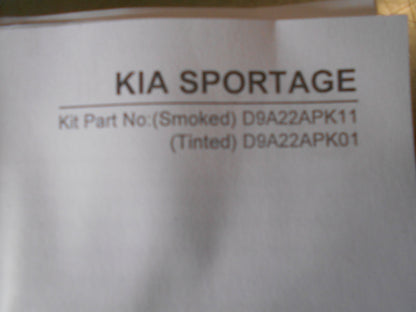 KIA SPORTAGE
Kit Part No:(Smoked) D9A22APK11
(Tinted) D9A22APK01